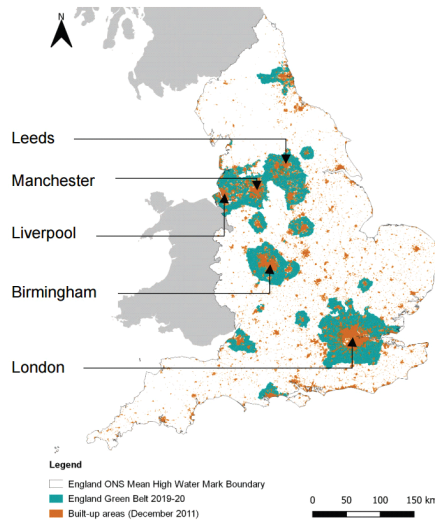 N
Leeds
Manchester
Liverpool
Birmingham
London
Legend
England ONS Mean High Water Mark Boundary
England Green Belt 2019-20
Built-up areas (December 2011)
0 50 100 150 km